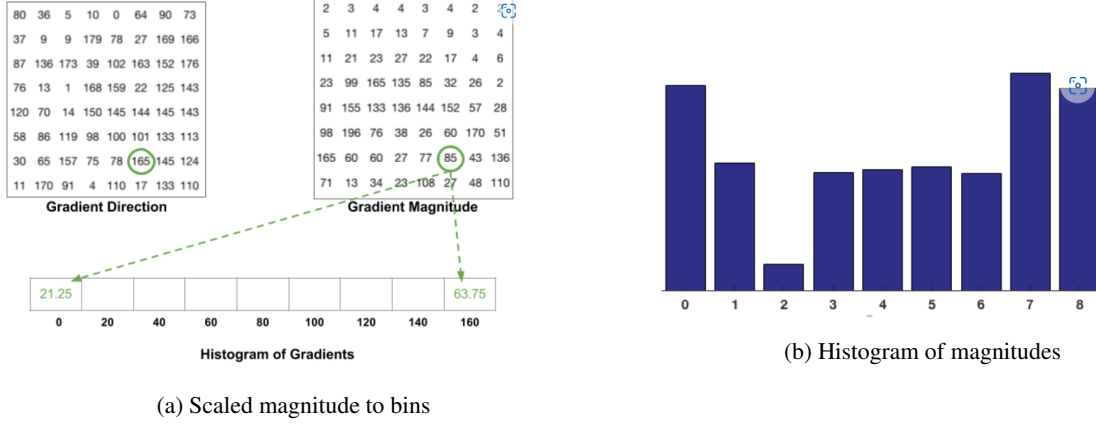 80 36 5 10 0 64 90 73
37 9 9 179 78 27 169 166
87 136 173 39 102 163 152 176
76 13 1 168 159 22 125 143
120 70 14 150 145 144 145 143
58 86 119 98 100 101 133 113
30 65 157 75 78 165 145 124
11 170 91 4 110 17 133 110
Gradient Direction
2 3 4 4 3 4 2
5 11 17 13 7 9 3 4
11 21 23 27 22 17 4 6
23 99 165 135 85 32 26 2
91 155 133 136 144 152 57 28
98 196 76 38 26 60 170 51
165 60 60 27 77 85 43 136
71 13 34 23 108 27 48 110
Gradient Magnitude
21.25 63.75
0 20 40 60 80 100 120 140 160
Histogram of Gradients
(a) Scaled magnitude to bins
0 1 2 3 4 5 6 7 8
(b) Histogram of magnitudes